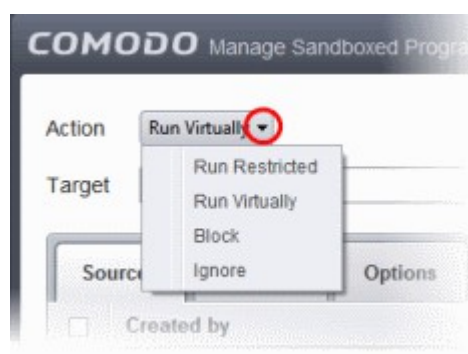 COMODO Manage Sandboxed Progra
Action Run Virtually
Run Restricted
Target
Run Virtually
Block
Ignore
Sourc Options
Created by